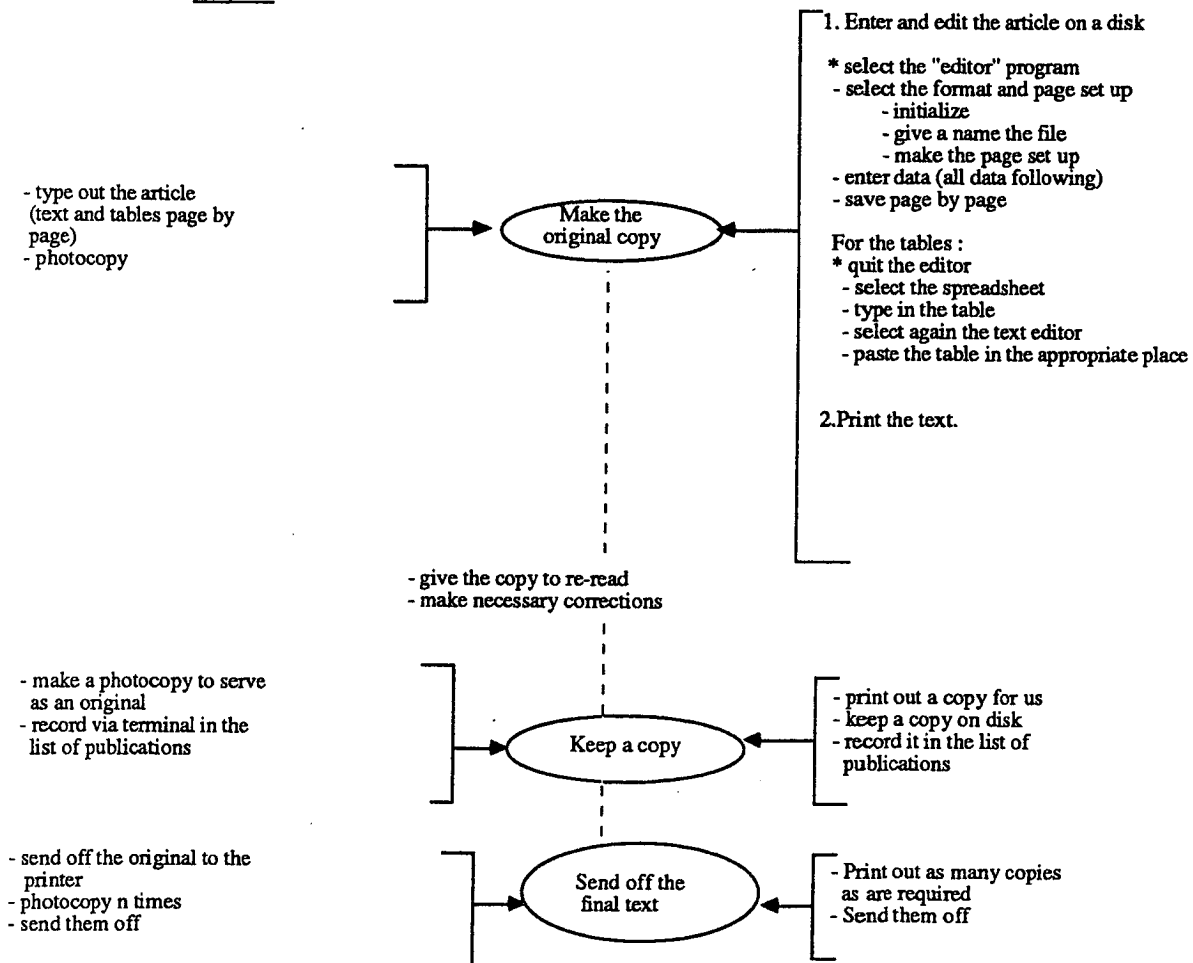 - type out the article
(text and tables page by
page)
- photocopy
Make the
original copy
1. Enter and edit the article on a disk
* select the "editor" program
- select the format and page set up
- initialize
- give a name the file
- make the page set up
- enter data (all data following)
- save page by page
For the tables :
* quit the editor
- select the spreadsheet
- type in the table
- select again the text editor
- paste the table in the appropriate place
2.Print the text.
- give the copy to re-read
- make necessary corrections
- make a photocopy to serve
as an original
- record via terminal in the
list of publications
Keep a copy
- print out a copy for us
- keep a copy on disk
- record it in the list of
publications
- send off the original to the
printer
- photocopy n times
- send them off
Send off the
final text
- Print out as many copies
as are required
- Send them off